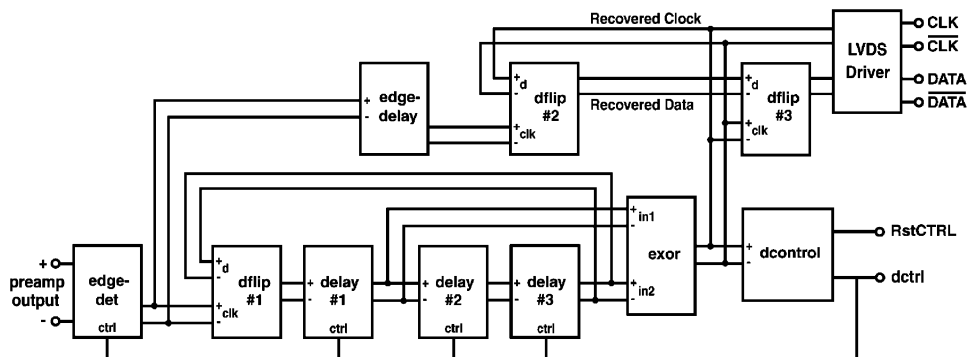 Recovered Clock
LVDS
Driver
CLK
CLK
DATA
DATA
edge-
delay
+
-
+
d
-
dflip
#2
+
clk
-
Recovered Data
+
d
-
dflip
#3
+
clk
-
+
preamp
output
-
edge-
det
ctrl
+
d
-
dflip
#1
+
clk
-
+
-
delay
#1
ctrl
+
-
delay
#2
ctrl
+
-
delay
#3
ctrl
+
in1
-
exor
+
in2
-
+
-
dcontrol
RstCTRL
dctrl